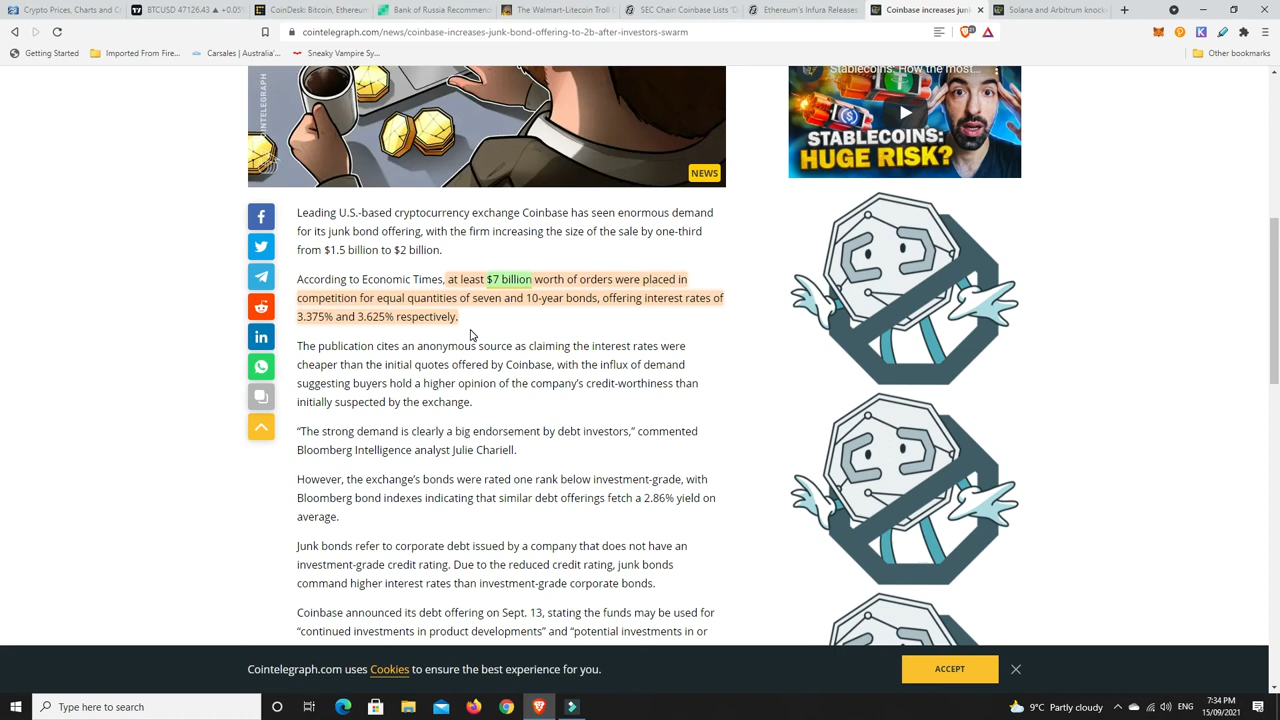 Crypto Prices, Charts and Cr
BTCUSD 47126.43 ▲ +0.05°
CoinDesk: Bitcoin, Ethereum
Bank of Russia Recommend
The Walmart-Litecoin Troll C
SEC Chain Coinbase Lists 'D
Ethereum's Infura Releases
Coinbase increases jun
Solana and Arbitrum knock
cointelegraph.com/news/coinbase-increases-junk-bond-offering-to-2b-after-investors-swarm
Getting Started
Imported From Fire...
Carsales | Australia'...
Sneaky Vampire Sy...
Other bookmarks
COINTELEGRAPH
NEWS
Stablecoins: How the most...
STABLECOINS:
HUGE RISK?
Leading U.S.-based cryptocurrency exchange Coinbase has seen enormous demand
for its junk bond offering, with the firm increasing the size of the sale by one-third
from $1.5 billion to $2 billion.
According to Economic Times, at least $7 billion worth of orders were placed in
competition for equal quantities of seven and 10-year bonds, offering interest rates of
3.375% and 3.625% respectively.
The publication cites an anonymous source as claiming the interest rates were
cheaper than the initial quotes offered by Coinbase, with the influx of demand
suggesting buyers hold a higher opinion of the company's credit-worthiness than
initially suspected by the exchange.
“The strong demand is clearly a big endorsement by debt investors,” commented
Bloomberg Intelligence analyst Julie Chariell.
However, the exchange's bonds were rated one rank below investment-grade, with
Bloomberg bond indexes indicating that similar debt offerings fetch a 2.86% yield on
average.
Junk bonds refer to corporate debt issued by a company that does not have an
investment-grade credit rating. Due to the reduced credit rating, junk bonds
command higher interest rates than investment-grade corporate bonds.
Coinbase announced its debt offering on Sept. 13, stating the funds may be used for
“continued investments in product developments” and “potential investments in or
Cointelegraph.com uses Cookies to ensure the best experience for you.
ACCEPT
Type here to search
9°C Partly cloudy
ENG
7:34 PM
15/09/2021